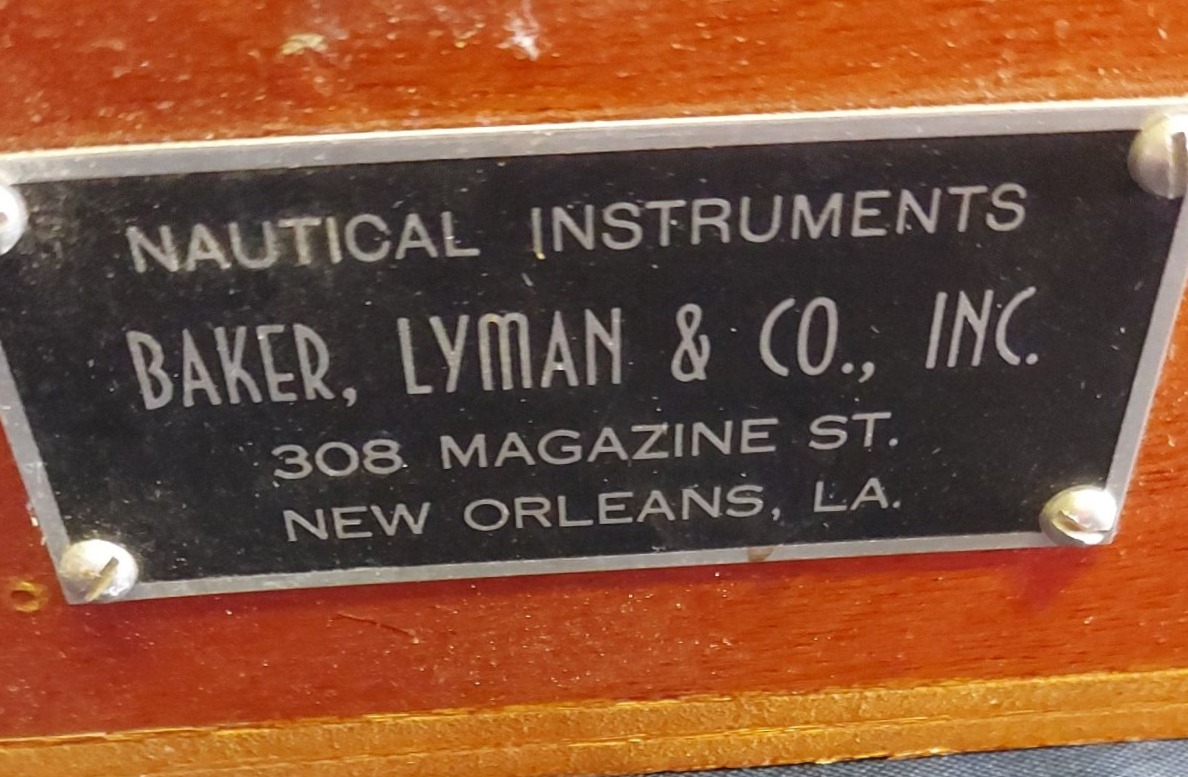 NAUTICAL INSTRUMENTS
BAKER, LYMAN & CO., INC.
308 MAGAZINE ST.
NEW ORLEANS, LA.